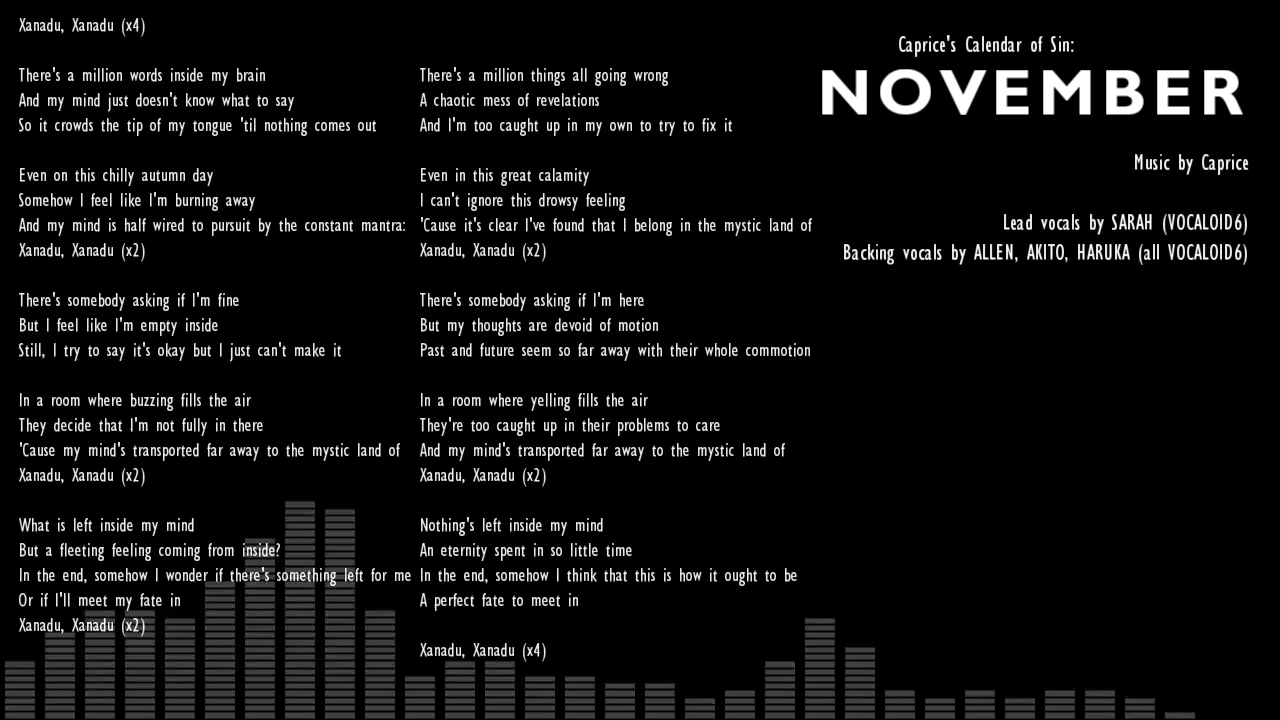 Xanadu, Xanadu (x4)
There's a million words inside my brain
And my mind just doesn't know what to say
So it crowds the tip of my tongue 'til nothing comes out
Even on this chilly autumn day
Somehow I feel like I'm burning away
And my mind is half wired to pursuit by the constant mantra:
Xanadu, Xanadu (x2)
There's somebody asking if I'm fine
But I feel like I'm empty inside
Still, I try to say it's okay but I just can't make it
In a room where buzzing fills the air
They decide that I'm not fully in there
'Cause my mind's transported far away to the mystic land of
Xanadu, Xanadu (x2)
What is left inside my mind
But a fleeting feeling coming from inside?
In the end, somehow I wonder if there's something left for me
Or if I'll meet my fate in
Xanadu, Xanadu (x2)
There's a million things all going wrong
A chaotic mess of revelations
And I'm too caught up in my own to try to fix it
Even in this great calamity
I can't ignore this drowsy feeling
'Cause it's clear I've found that I belong in the mystic land of
Xanadu, Xanadu (x2)
There's somebody asking if I'm here
But my thoughts are devoid of motion
Past and future seem so far away with their whole commotion
In a room where yelling fills the air
They're too caught up in their problems to care
And my mind's transported far away to the mystic land of
Xanadu, Xanadu (x2)
Nothing's left inside my mind
An eternity spent in so little time
In the end, somehow I think that this is how it ought to be
A perfect fate to meet in
Xanadu, Xanadu (x4)
Caprice's Calendar of Sin:
NOVEMBER
Music by Caprice
Lead vocals by SARAH (VOCALOID6)
Backing vocals by ALLEN, AKITO, HARUKA (all VOCALOID6)